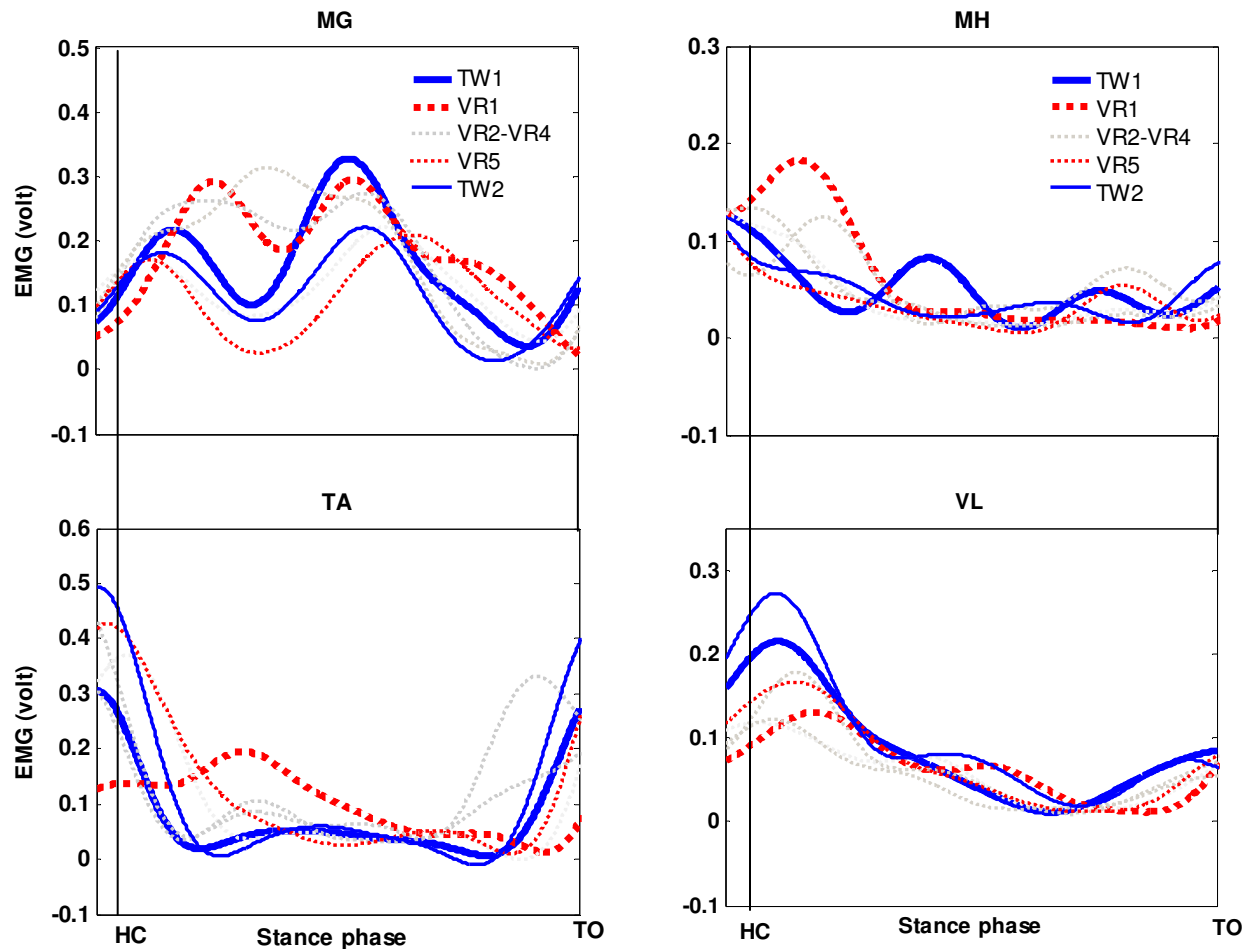 MG
EMG (volt)
0.5
0.4
0.3
0.2
0.1
0
-0.1
TW1
VR1
VR2-VR4
VR5
TW2
MH
0.3
0.2
0.1
0
-0.1
TW1
VR1
VR2-VR4
VR5
TW2
TA
EMG (volt)
0.6
0.5
0.4
0.3
0.2
0.1
0
-0.1
HC Stance phase TO
VL
0.3
0.2
0.1
0
-0.1
HC Stance phase TO